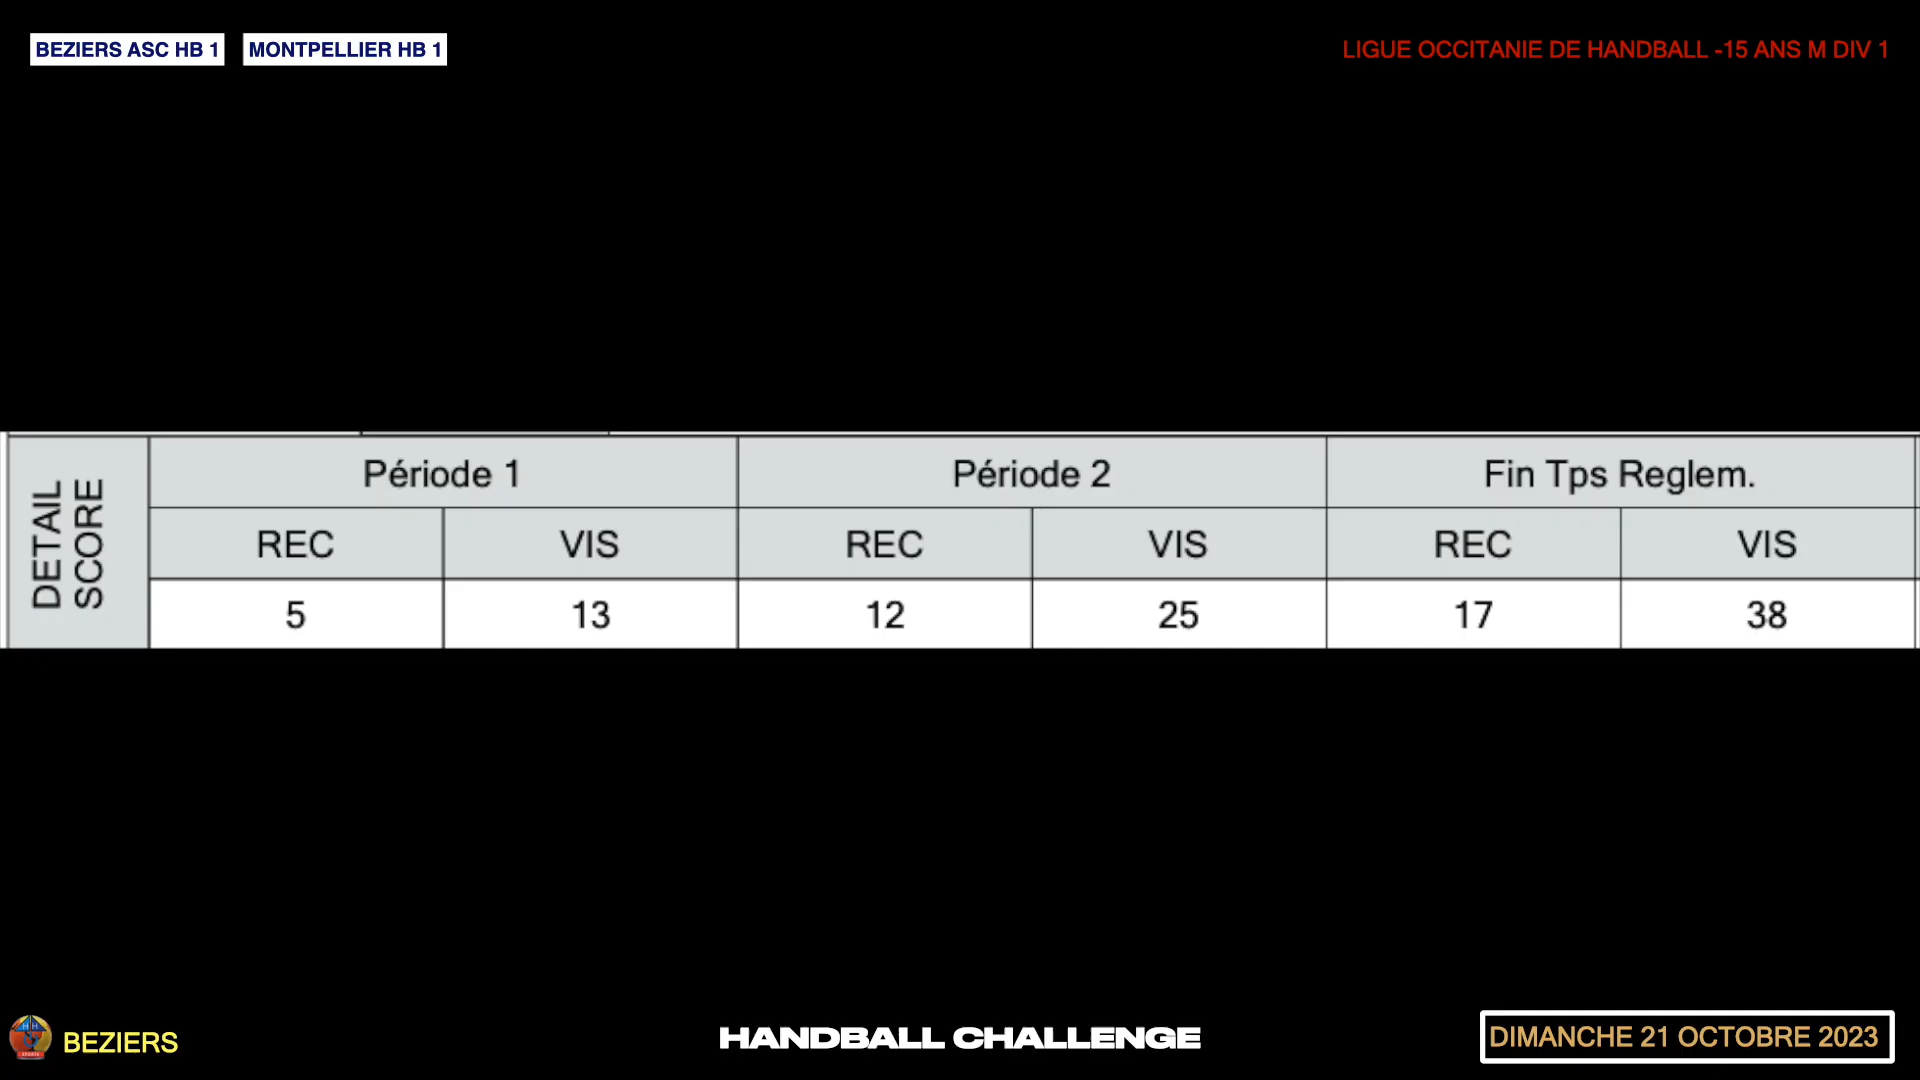 BEZIERS ASC HB 1 MONTPELLIER HB 1 LIGUE OCCITANIE DE HANDBALL -15 ANS M DIV 1
DETAIL SCORE
Période 1 Période 2 Fin Tps Reglem.
REC VIS REC VIS REC VIS
5 13 12 25 17 38
BEZIERS HANDBALL CHALLENGE DIMANCHE 21 OCTOBRE 2023